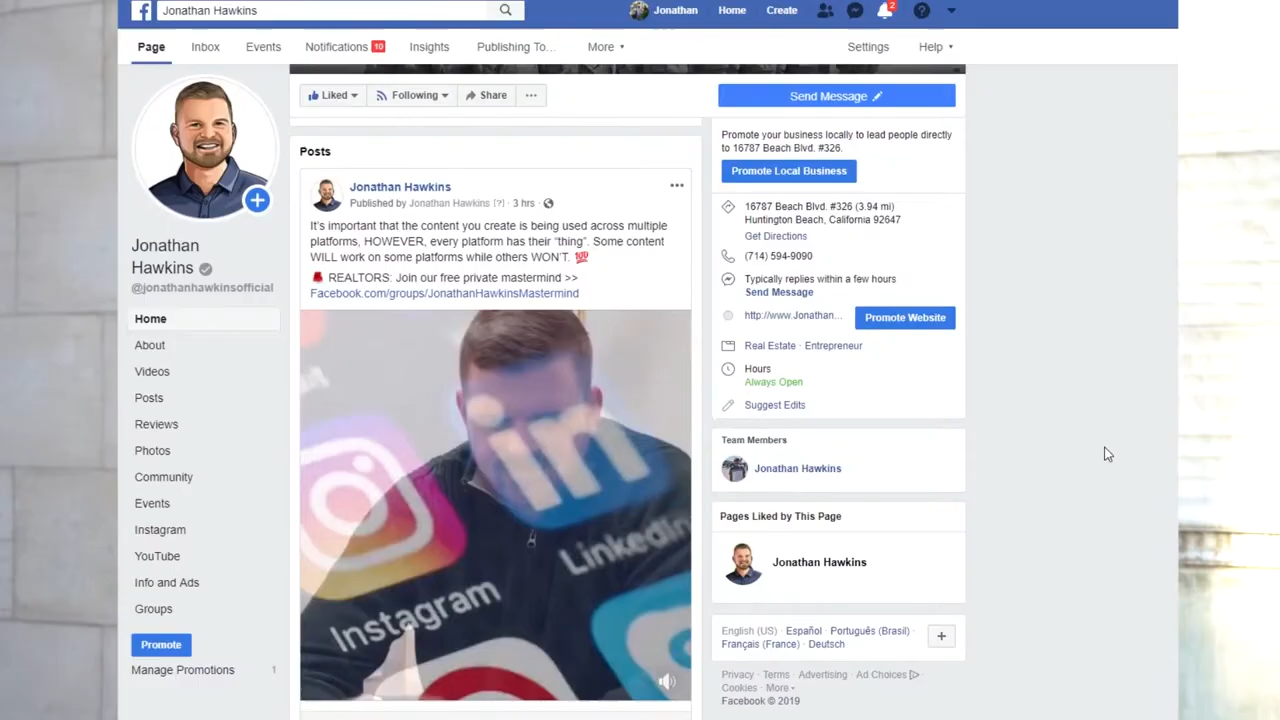 Jonathan Hawkins
Jonathan
Home
Create
2
Page
Inbox
Events
Notifications 10
Insights
Publishing To...
More
Settings
Help
Liked
Following
Share
Send Message
Jonathan
Hawkins
@jonathanhawkinsofficial
Home
About
Videos
Posts
Reviews
Photos
Community
Events
Instagram
YouTube
Info and Ads
Groups
Promote
Manage Promotions 1
Posts
Jonathan Hawkins
Published by Jonathan Hawkins [?] · 3 hrs ·
It's important that the content you create is being used across multiple
platforms, HOWEVER, every platform has their "thing". Some content
WILL work on some platforms while others WON'T. 💯
REALTORS: Join our free private mastermind >>
Facebook.com/groups/JonathanHawkinsMastermind
in
LinkedIn
Instagram
Promote your business locally to lead people directly
to 16787 Beach Blvd. #326.
Promote Local Business
16787 Beach Blvd. #326 (3.94 mi)
Huntington Beach, California 92647
Get Directions
(714) 594-9090
Typically replies within a few hours
Send Message
http://www.Jonathan...
Promote Website
Real Estate · Entrepreneur
Hours
Always Open
Suggest Edits
Team Members
Jonathan Hawkins
Pages Liked by This Page
Jonathan Hawkins
English (US) · Español · Português (Brasil) ·
Français (France) · Deutsch
Privacy · Terms · Advertising · Ad Choices ·
Cookies · More
Facebook © 2019